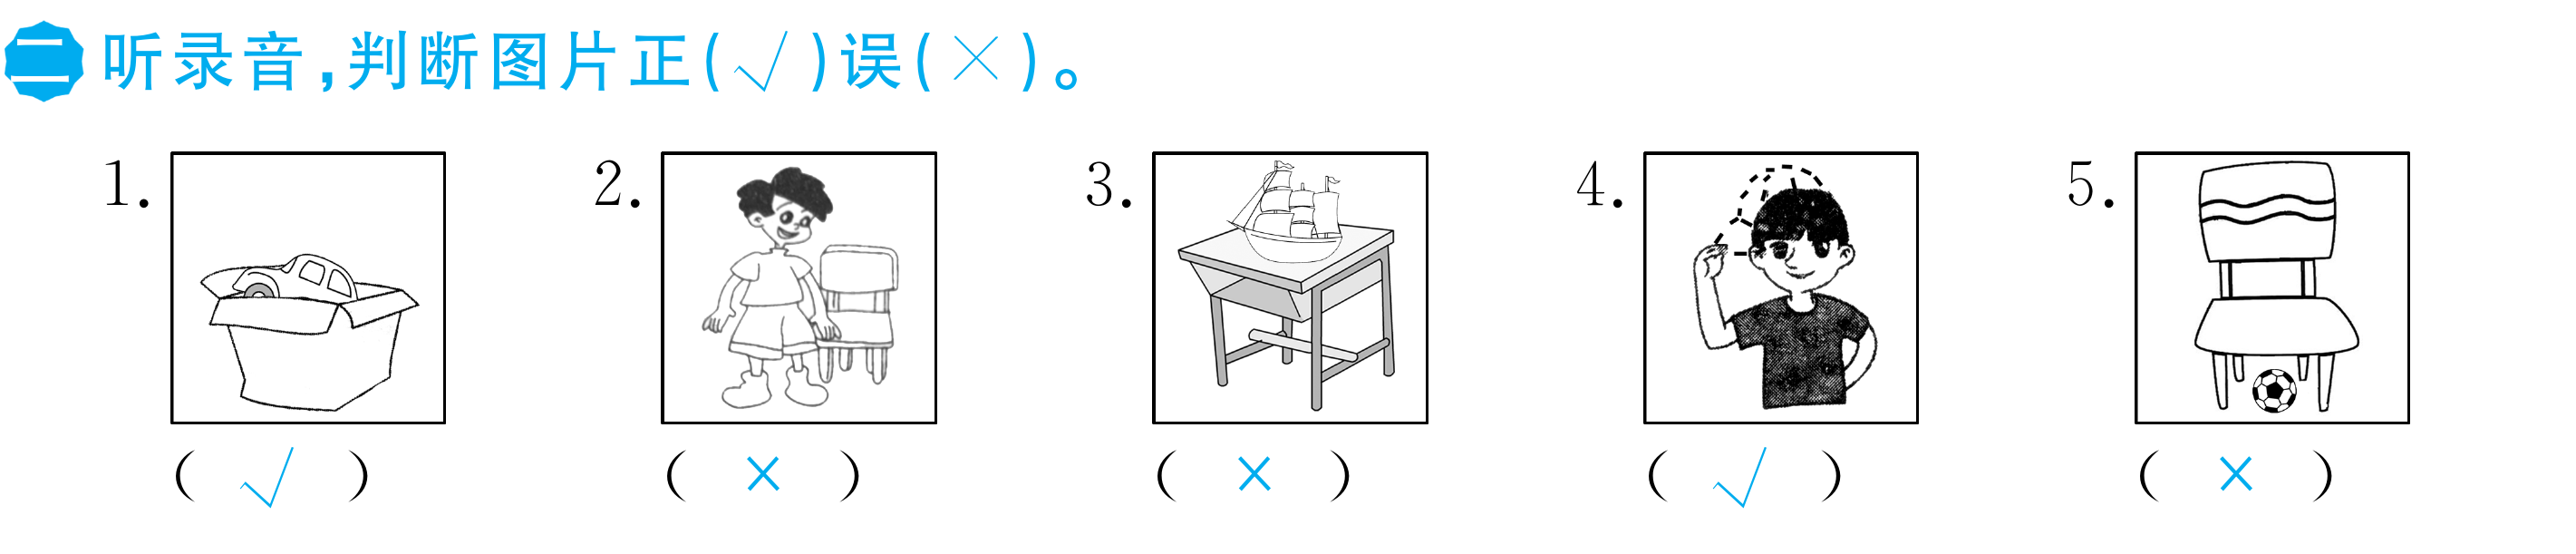 二 听录音,判断图片正(√)误(×)。
1. 2. 3. 4. 5.
( √ ) ( × ) ( × ) ( √ ) ( × )